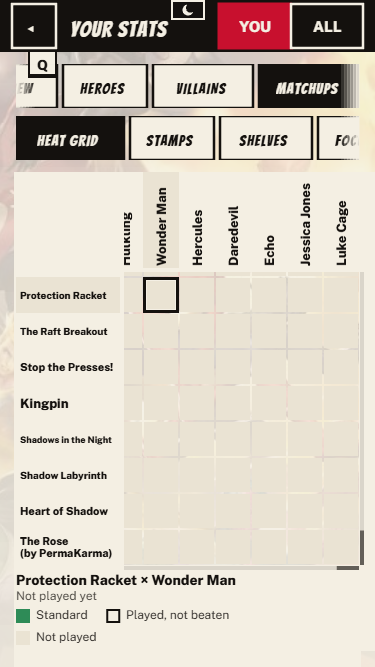 ◄ YOUR STATS YOU ALL
Q
EW HEROES VILLAINS MATCHUPS
HEAT GRID STAMPS SHELVES FOC
Hulkling Wonder Man Hercules Daredevil Echo Jessica Jones Luke Cage
Protection Racket
The Raft Breakout
Stop the Presses!
Kingpin
Shadows in the Night
Shadow Labyrinth
Heart of Shadow
The Rose
(by PermaKarma)
Protection Racket × Wonder Man
Not played yet
Standard Played, not beaten
Not played